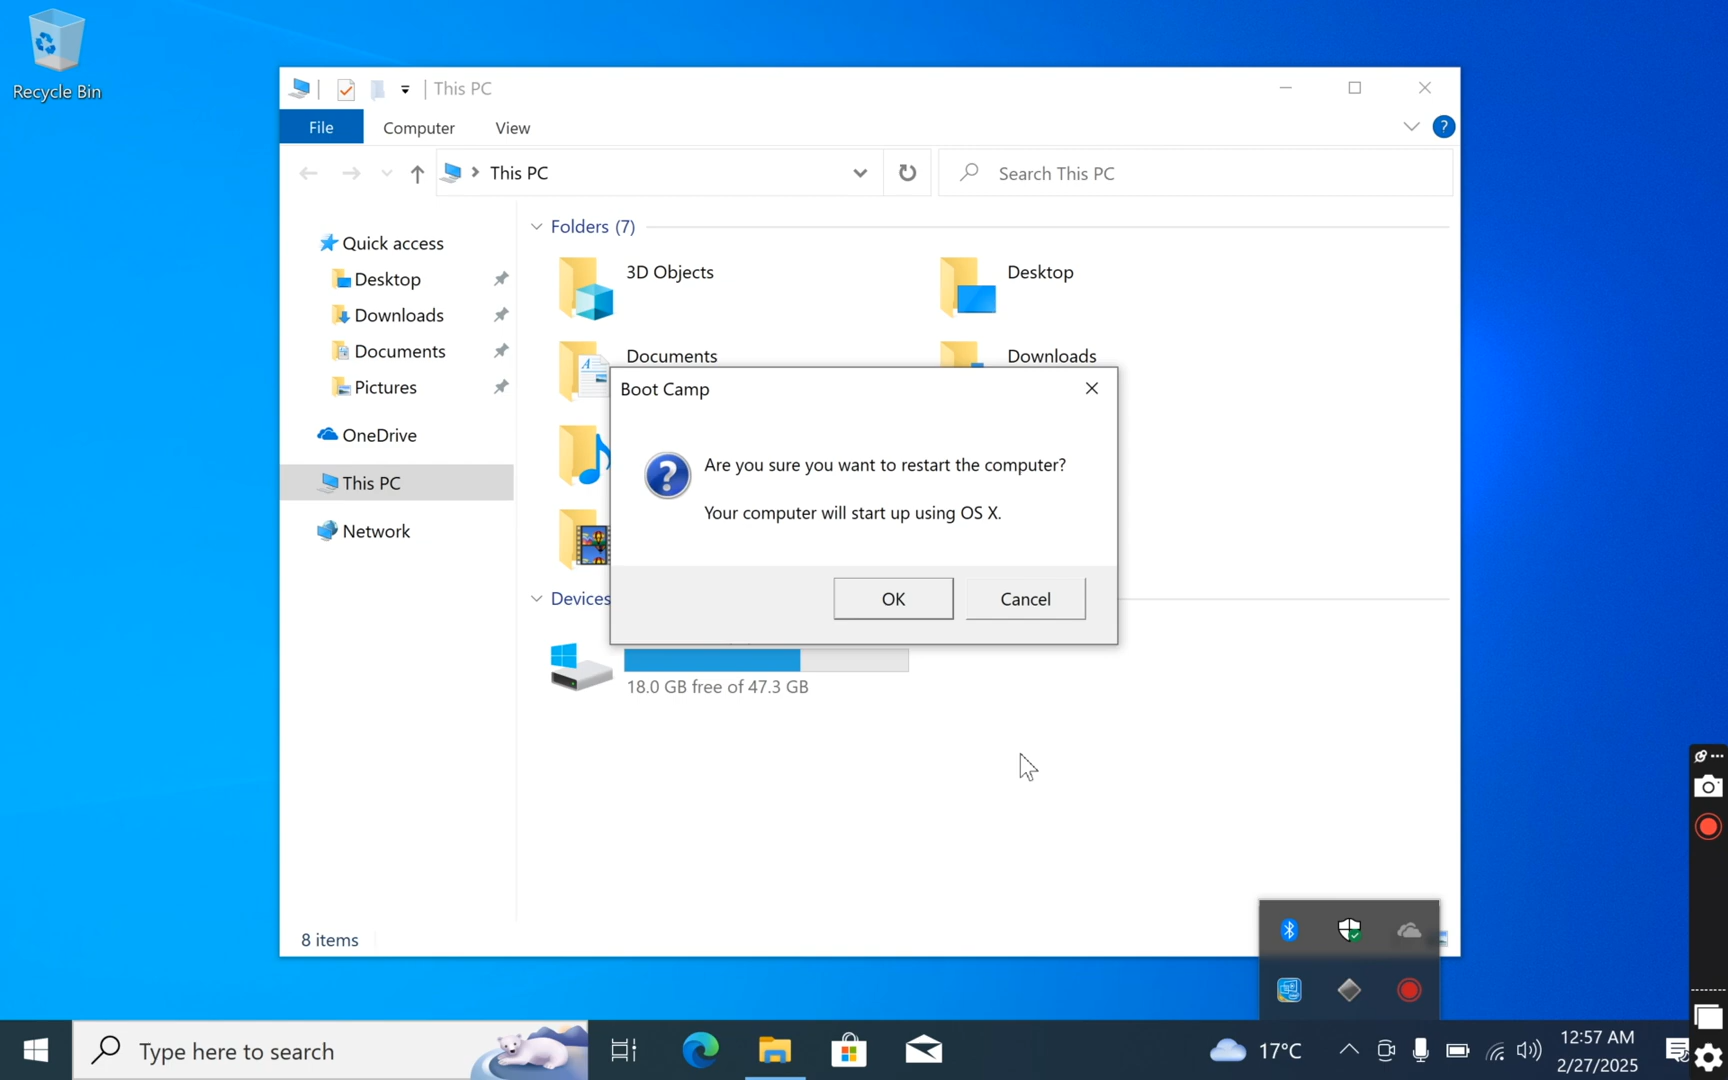 Recycle Bin
This PC
File
Computer
View
?
This PC
Search This PC
Quick access
Desktop
Downloads
Documents
Pictures
OneDrive
This PC
Network
Folders (7)
3D Objects
Desktop
Documents
Downloads
Devices
18.0 GB free of 47.3 GB
Boot Camp
Are you sure you want to restart the computer?
Your computer will start up using OS X.
OK
Cancel
8 items
Type here to search
17°C
12:57 AM
2/27/2025